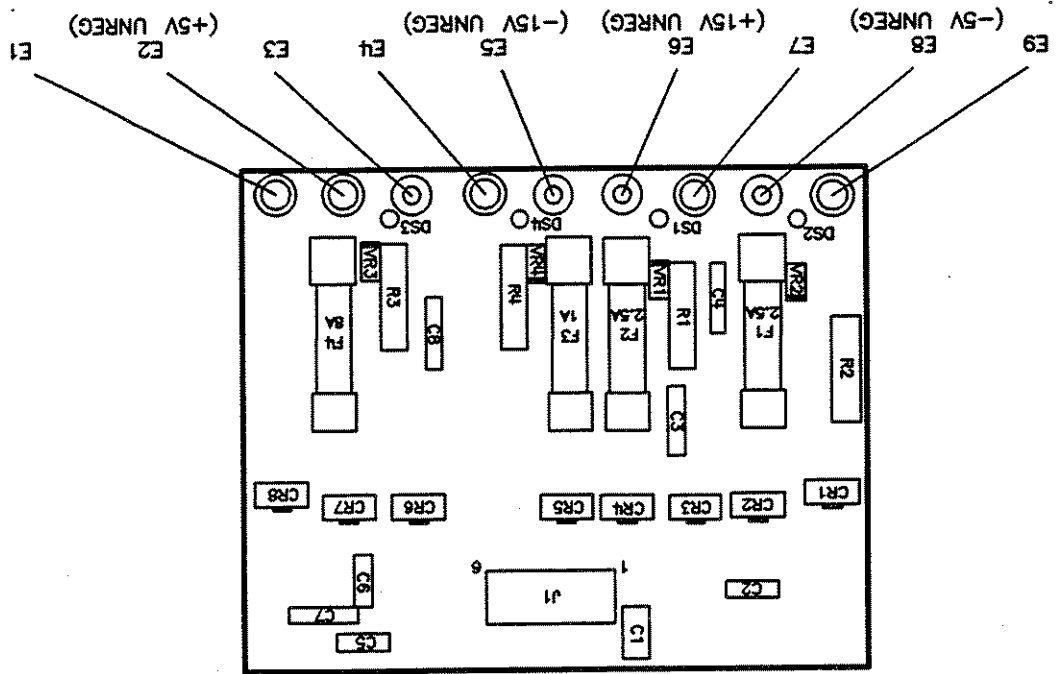 C1
C5
C7
C2
J1
C6
1
6
CR1
CR2
CR3
CR4
CR5
CR6
CR7
CR8
R2
F1
2.5A
C3
F2
2.5A
F3
1A
F4
8A
C8
R1
C4
R4
R3
VR2
VR1
VR4
VR3
DS2
DS1
DS4
DS3
E9
E8
(-5V UNREG)
E7
E6
(+15V UNREG)
E5
(-15V UNREG)
E4
E3
E2
(+5V UNREG)
E1